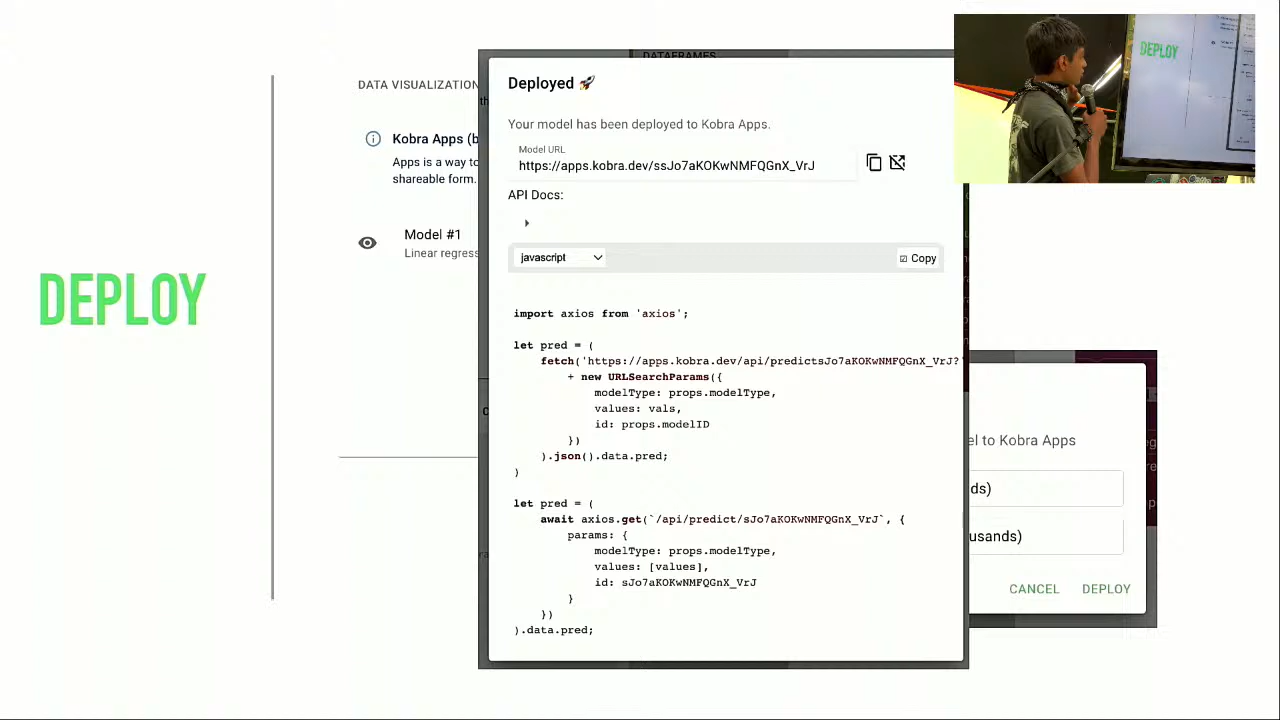 DEPLOY
DATA VISUALIZATION
Kobra Apps (b
Apps is a way to
shareable form.
Model #1
Linear regress
DATAFRAMES
Deployed 🚀
Your model has been deployed to Kobra Apps.
Model URL
https://apps.kobra.dev/ssJo7aKOKwNMFQGnX_VrJ
API Docs:
javascript
Copy
import axios from 'axios';
let pred = (
fetch('https://apps.kobra.dev/api/predictsJo7aKOKwNMFQGnX_VrJ?'
+ new URLSearchParams({
modelType: props.modelType,
values: vals,
id: props.modelID
})
).json().data.pred;
)
let pred = (
await axios.get(`/api/predict/sJo7aKOKwNMFQGnX_VrJ`, {
params: {
modelType: props.modelType,
values: [values],
id: sJo7aKOKwNMFQGnX_VrJ
}
})
).data.pred;
el to Kobra Apps
ds)
usands)
CANCEL DEPLOY
DEPLOY